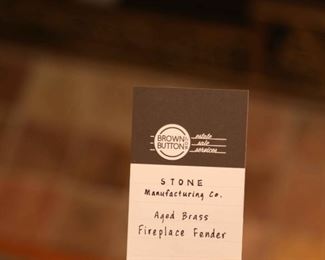 BROWN
BUTTON
estate
sale
services
STONE
Manufacturing Co.
Aged Brass
Fireplace Fender